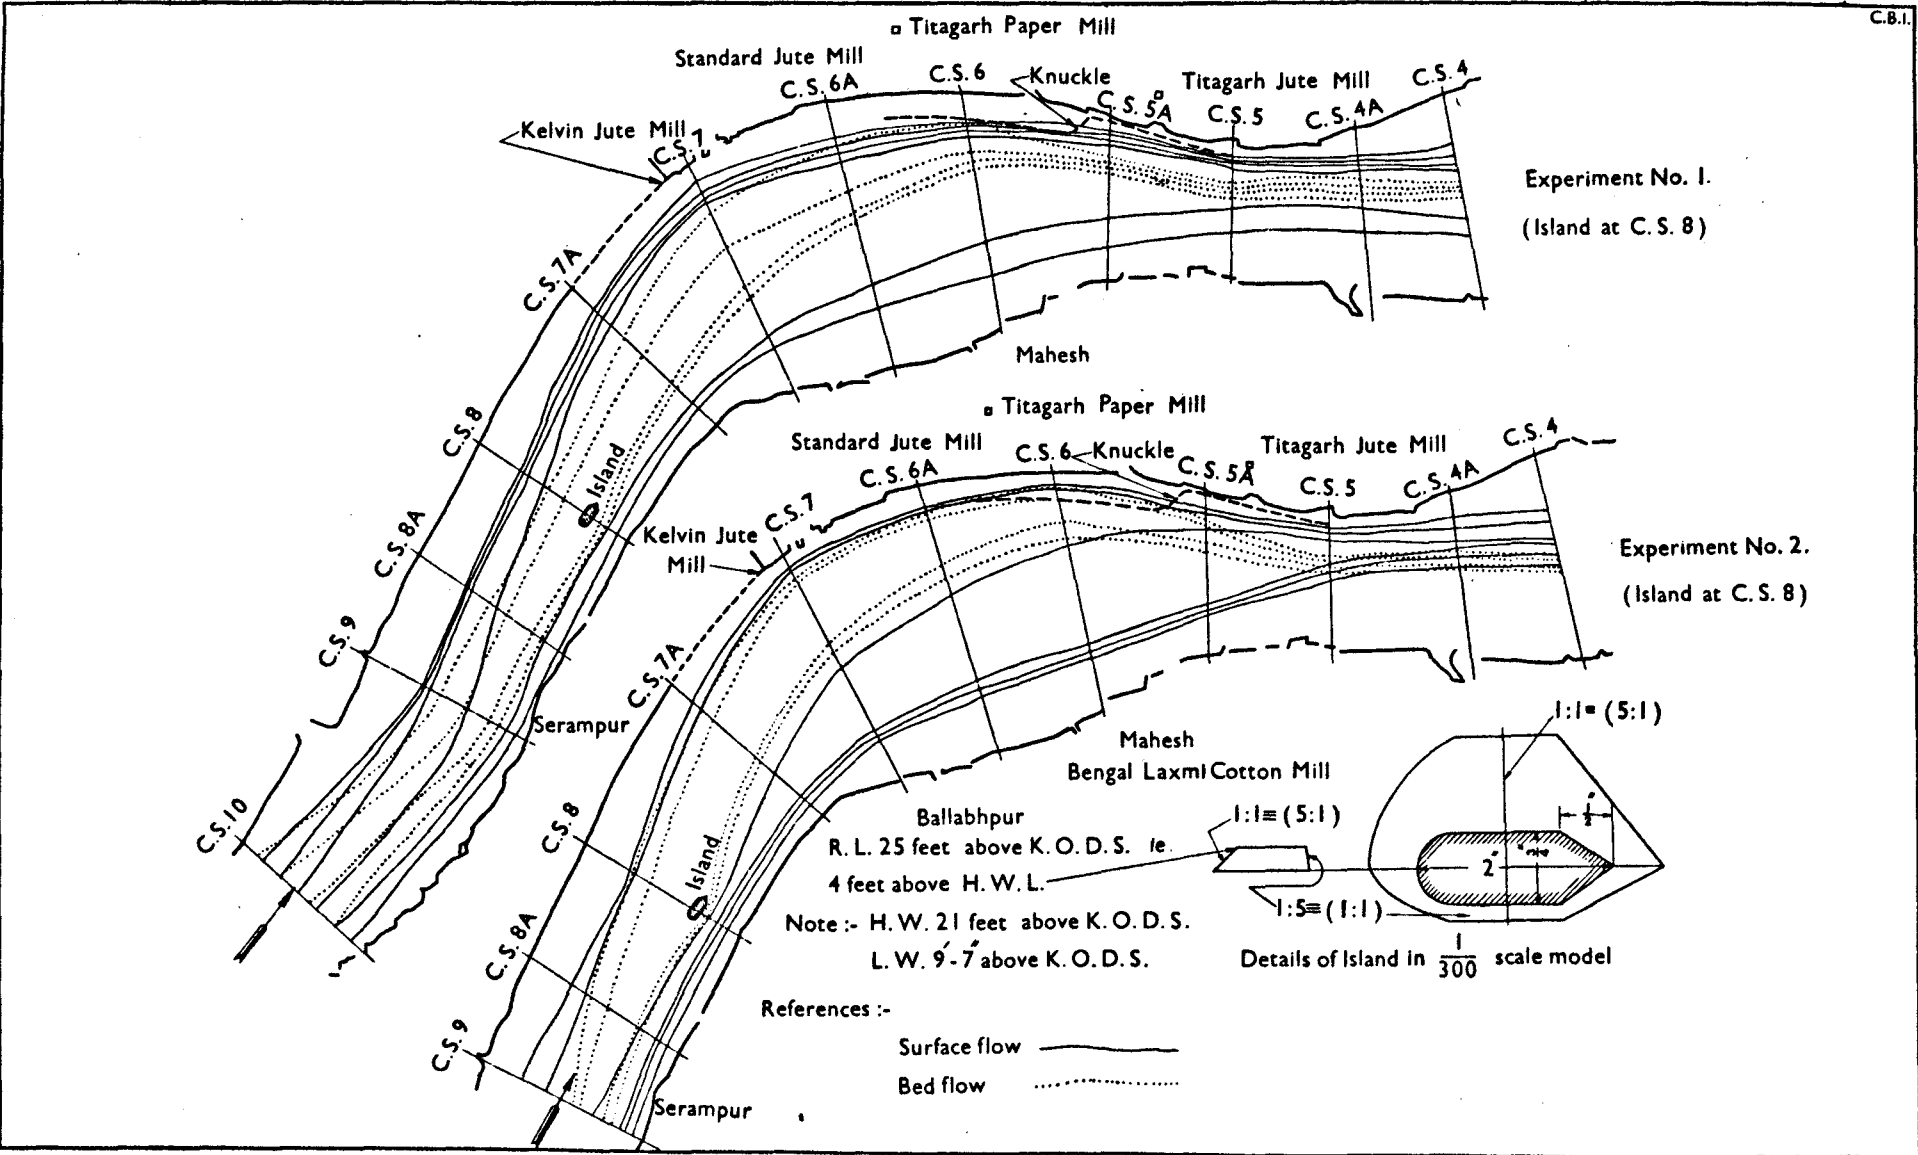 C.B.I.
Titagarh Paper Mill
Standard Jute Mill
C.S. 6A
C.S. 6
Knuckle
C.S. 5A
Titagarh Jute Mill
C.S. 5
C.S. 4A
C.S. 4
Kelvin Jute Mill
C.S. 7
C.S. 7A
C.S. 8
C.S. 8A
C.S. 9
C.S. 10
Island
Serampur
Mahesh
Experiment No. 1.
(Island at C.S. 8)
Titagarh Paper Mill
Standard Jute Mill
C.S. 6A
C.S. 6
Knuckle
C.S. 5A
Titagarh Jute Mill
C.S. 5
C.S. 4A
C.S. 4
Kelvin Jute
Mill
C.S. 7
C.S. 7A
C.S. 8
C.S. 8A
C.S. 9
Island
Serampur
Mahesh
Bengal Laxmi Cotton Mill
Ballabhpur
Experiment No. 2.
(Island at C.S. 8)
R.L. 25 feet above K.O.D.S. ie.
4 feet above H.W.L.
Note :- H.W. 21 feet above K.O.D.S.
L.W. 9'-7" above K.O.D.S.
References :-
Surface flow
Bed flow
1:1≡(5:1)
1:1≡(5:1)
1:5≡(1:1)
2"
3/4"
1/2"
Details of Island in 1/300 scale model